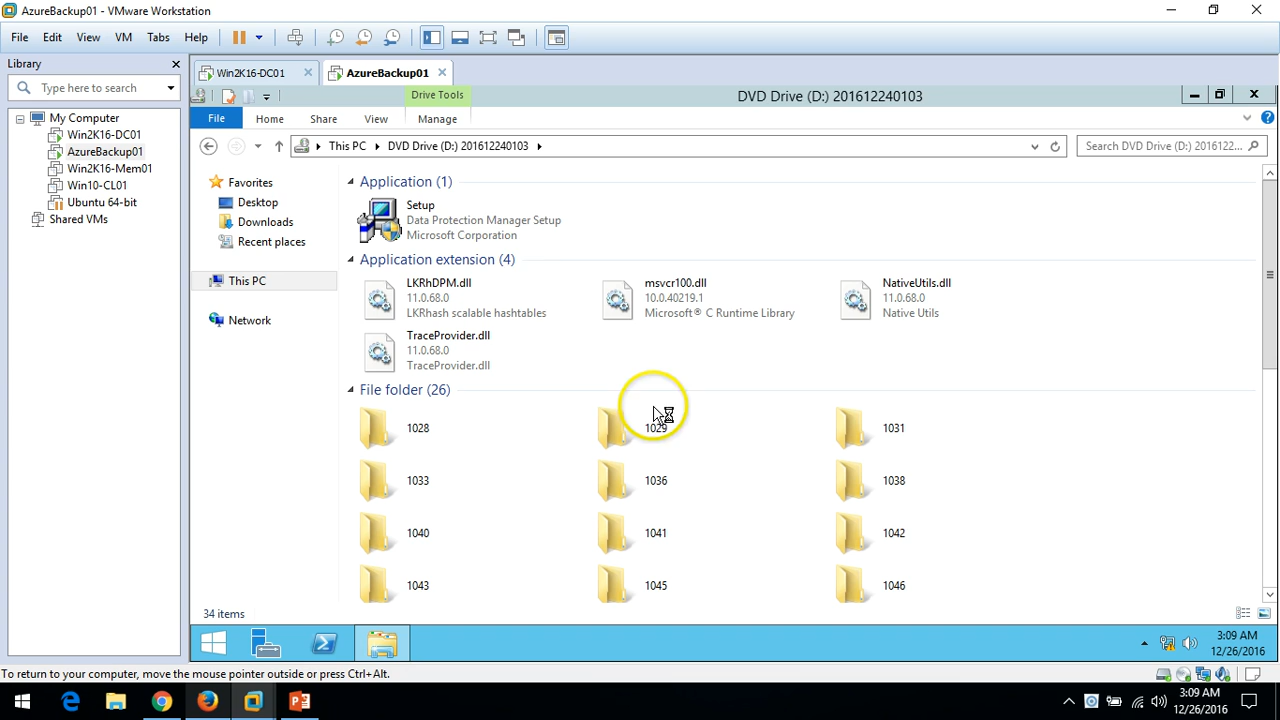 AzureBackup01 - VMware Workstation
File Edit View VM Tabs Help
Library
Type here to search
My Computer
Win2K16-DC01
AzureBackup01
Win2K16-Mem01
Win10-CL01
Ubuntu 64-bit
Shared VMs
Win2K16-DC01 AzureBackup01
Drive Tools DVD Drive (D:) 201612240103
File Home Share View Manage
This PC DVD Drive (D:) 201612240103 Search DVD Drive (D:) 2016122...
Favorites
Desktop
Downloads
Recent places
This PC
Network
Application (1)
Setup
Data Protection Manager Setup
Microsoft Corporation
Application extension (4)
LKRhDPM.dll
11.0.68.0
LKRhash scalable hashtables
msvcr100.dll
10.0.40219.1
Microsoft® C Runtime Library
NativeUtils.dll
11.0.68.0
Native Utils
TraceProvider.dll
11.0.68.0
TraceProvider.dll
File folder (26)
1028 1029 1031
1033 1036 1038
1040 1041 1042
1043 1045 1046
34 items
3:09 AM
12/26/2016
To return to your computer, move the mouse pointer outside or press Ctrl+Alt.
3:09 AM
12/26/2016